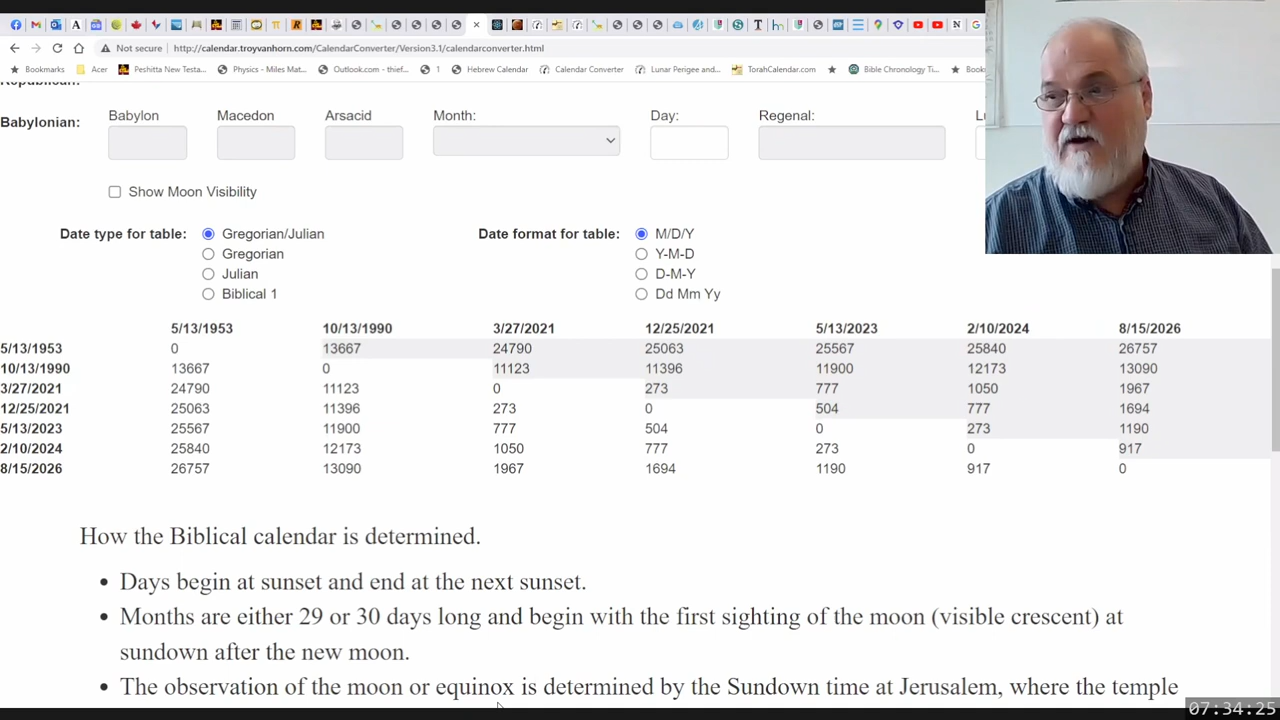 Not secure http://calendar.troyvanhorn.com/CalendarConverter/Version3.1/calendarconverter.html
Bookmarks Acer Peshitta New Testa... Physics - Miles Mat... Outlook.com - thief... 1 Hebrew Calendar Calendar Converter Lunar Perigee and... TorahCalendar.com Bible Chronology Ti...
Babylon Macedon Arsacid Month: Day: Regenal:
Babylonian:
Show Moon Visibility
Date type for table: Gregorian/Julian Date format for table: M/D/Y
Gregorian Y-M-D
Julian D-M-Y
Biblical 1 Dd Mm Yy
5/13/1953 10/13/1990 3/27/2021 12/25/2021 5/13/2023 2/10/2024 8/15/2026
5/13/1953 0 13667 24790 25063 25567 25840 26757
10/13/1990 13667 0 11123 11396 11900 12173 13090
3/27/2021 24790 11123 0 273 777 1050 1967
12/25/2021 25063 11396 273 0 504 777 1694
5/13/2023 25567 11900 777 504 0 273 1190
2/10/2024 25840 12173 1050 777 273 0 917
8/15/2026 26757 13090 1967 1694 1190 917 0
How the Biblical calendar is determined.
• Days begin at sunset and end at the next sunset.
• Months are either 29 or 30 days long and begin with the first sighting of the moon (visible crescent) at
sundown after the new moon.
• The observation of the moon or equinox is determined by the Sundown time at Jerusalem, where the temple
07:34:25